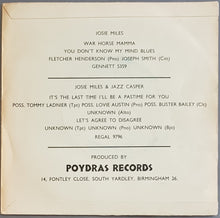 JOSIE MILES
WAR HORSE MAMMA
YOU DON'T KNOW MY MIND BLUES
FLETCHER HENDERSON (Pno) JOSEPH SMITH (Cnt)
GENNETT 5359
JOSIE MILES & JAZZ CASPER
IT'S THE LAST TIME I'LL BE A PASTIME FOR YOU
POSS. TOMMY LADNIER (Tpt) POSS. LOVIE AUSTIN (Pno) POSS. BUSTER BAILEY (Clt)
UNKNOWN (Alto)
LET'S AGREE TO DISAGREE
UNKNOWN (Tpt) UNKNOWN (Pno) UNKNOWN (Bjo)
REGAL 9796
PRODUCED BY
POYDRAS RECORDS
14, PONTLEY CLOSE, SOUTH YARDLEY, BIRMINGHAM 26.